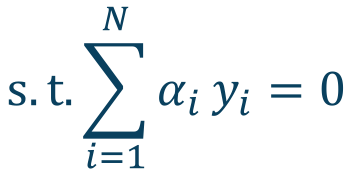 s.t. ∑_{i=1}^{N} α_i y_i = 0